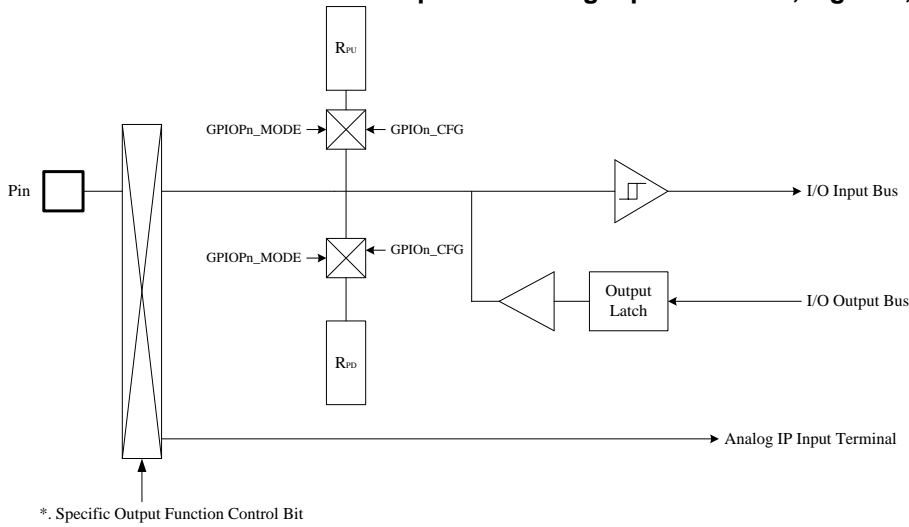 RPU
GPIOPn_MODE
GPIOn_CFG
Pin
I/O Input Bus
GPIOPn_MODE
GPIOn_CFG
Output
Latch
I/O Output Bus
RPD
Analog IP Input Terminal
*. Specific Output Function Control Bit